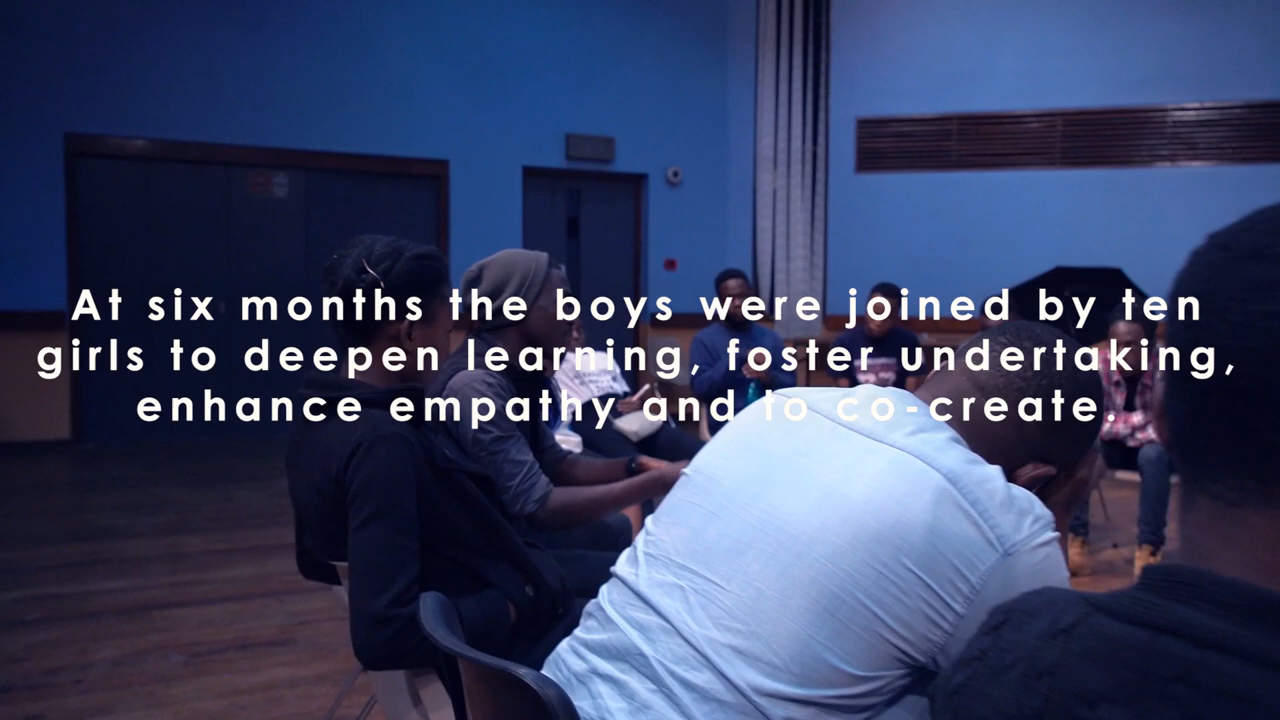 At six months the boys were joined by ten
girls to deepen learning, foster undertaking,
enhance empathy and to co-create.